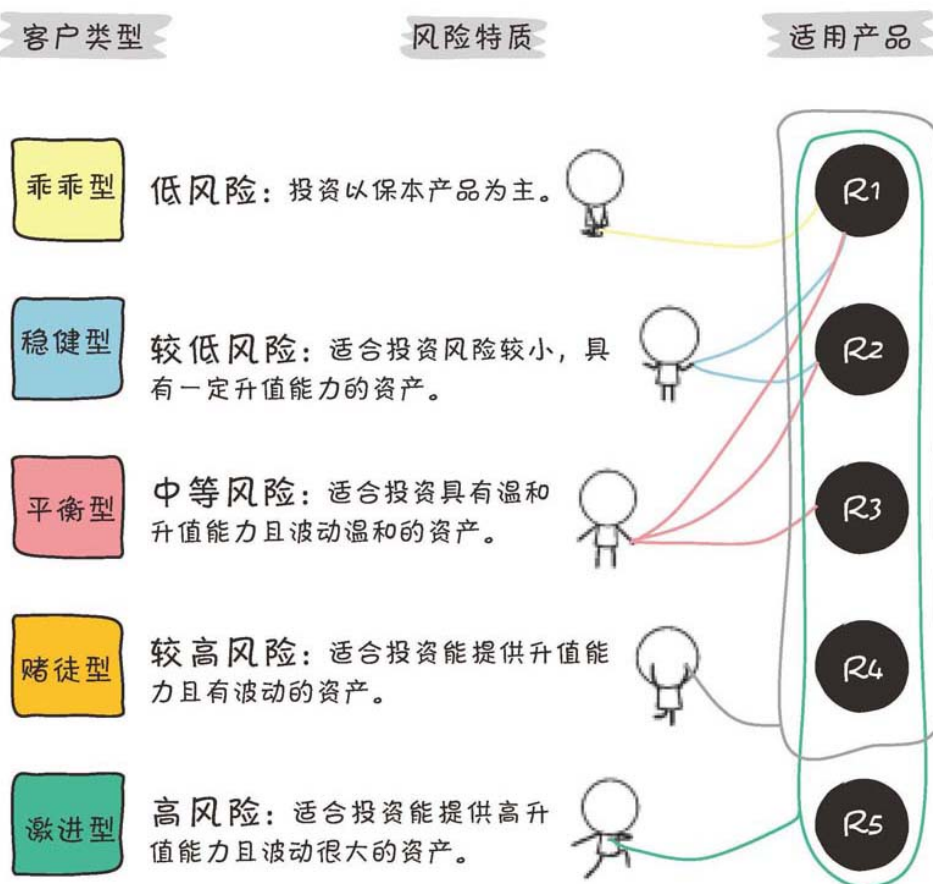 客户类型
风险特质
适用产品
乖乖型
低风险：投资以保本产品为主。
R1
稳健型
较低风险：适合投资风险较小，具
有一定升值能力的资产。
R2
平衡型
中等风险：适合投资具有温和
升值能力且波动温和的资产。
R3
赌徒型
较高风险：适合投资能提供升值能
力且有波动的资产。
R4
激进型
高风险：适合投资能提供高升
值能力且波动很大的资产。
R5